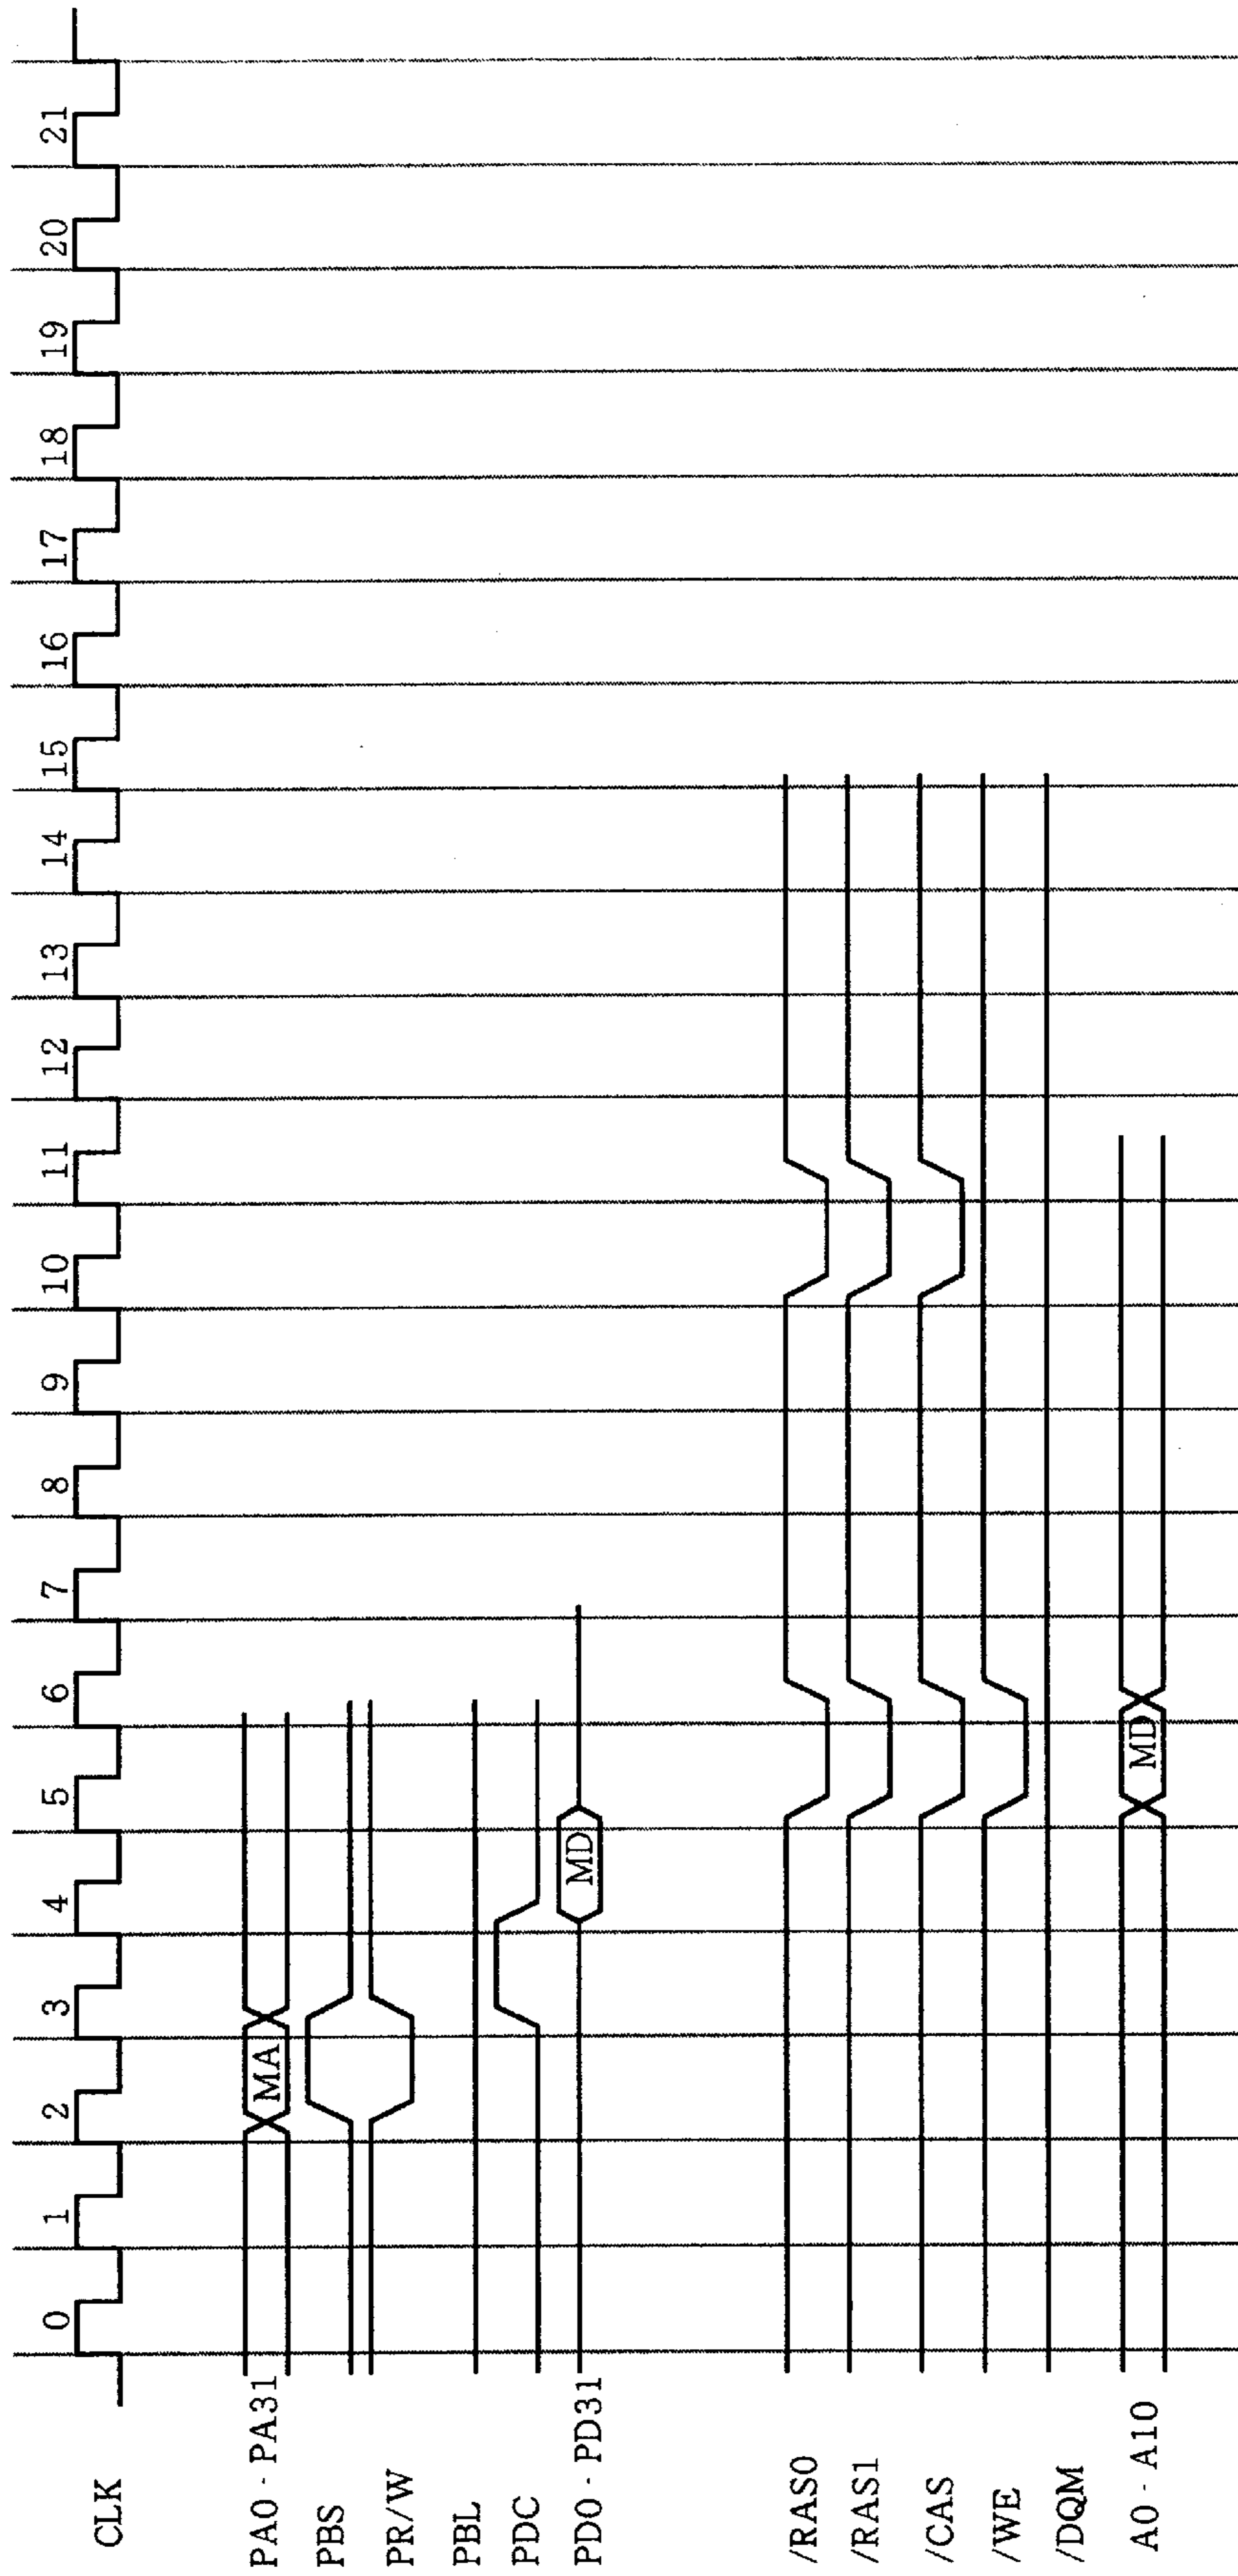 0 1 2 3 4 5 6 7 8 9 10 11 12 13 14 15 16 17 18 19 20 21
CLK
PA0 - PA31
MA
PBS
PR/W
PBL
PDC
PD0 - PD31
MD
/RAS0
/RAS1
/CAS
/WE
/DQM
A0 - A10
MD